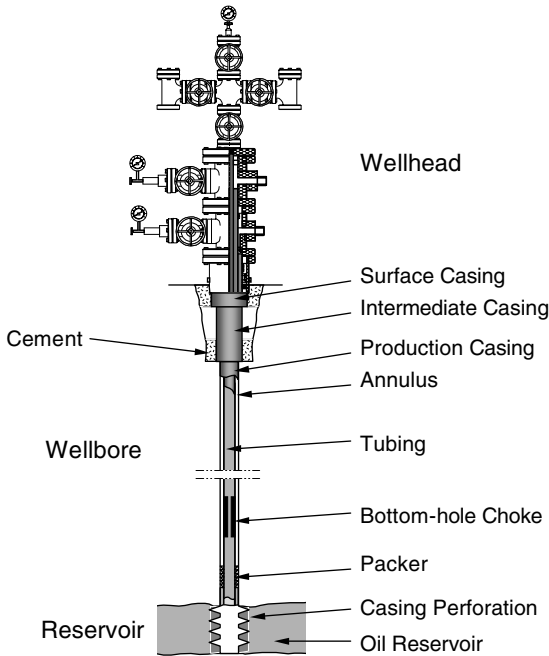 Wellhead
Surface Casing
Intermediate Casing
Cement
Production Casing
Annulus
Wellbore
Tubing
Bottom-hole Choke
Packer
Casing Perforation
Reservoir
Oil Reservoir